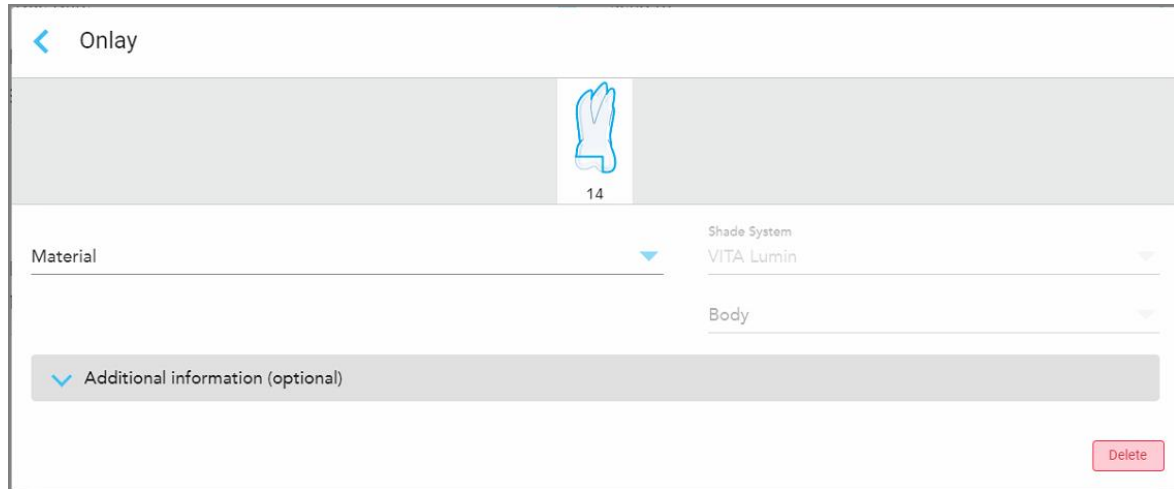 Onlay
14
Material
Shade System
VITA Lumin
Body
Additional information (optional)
Delete